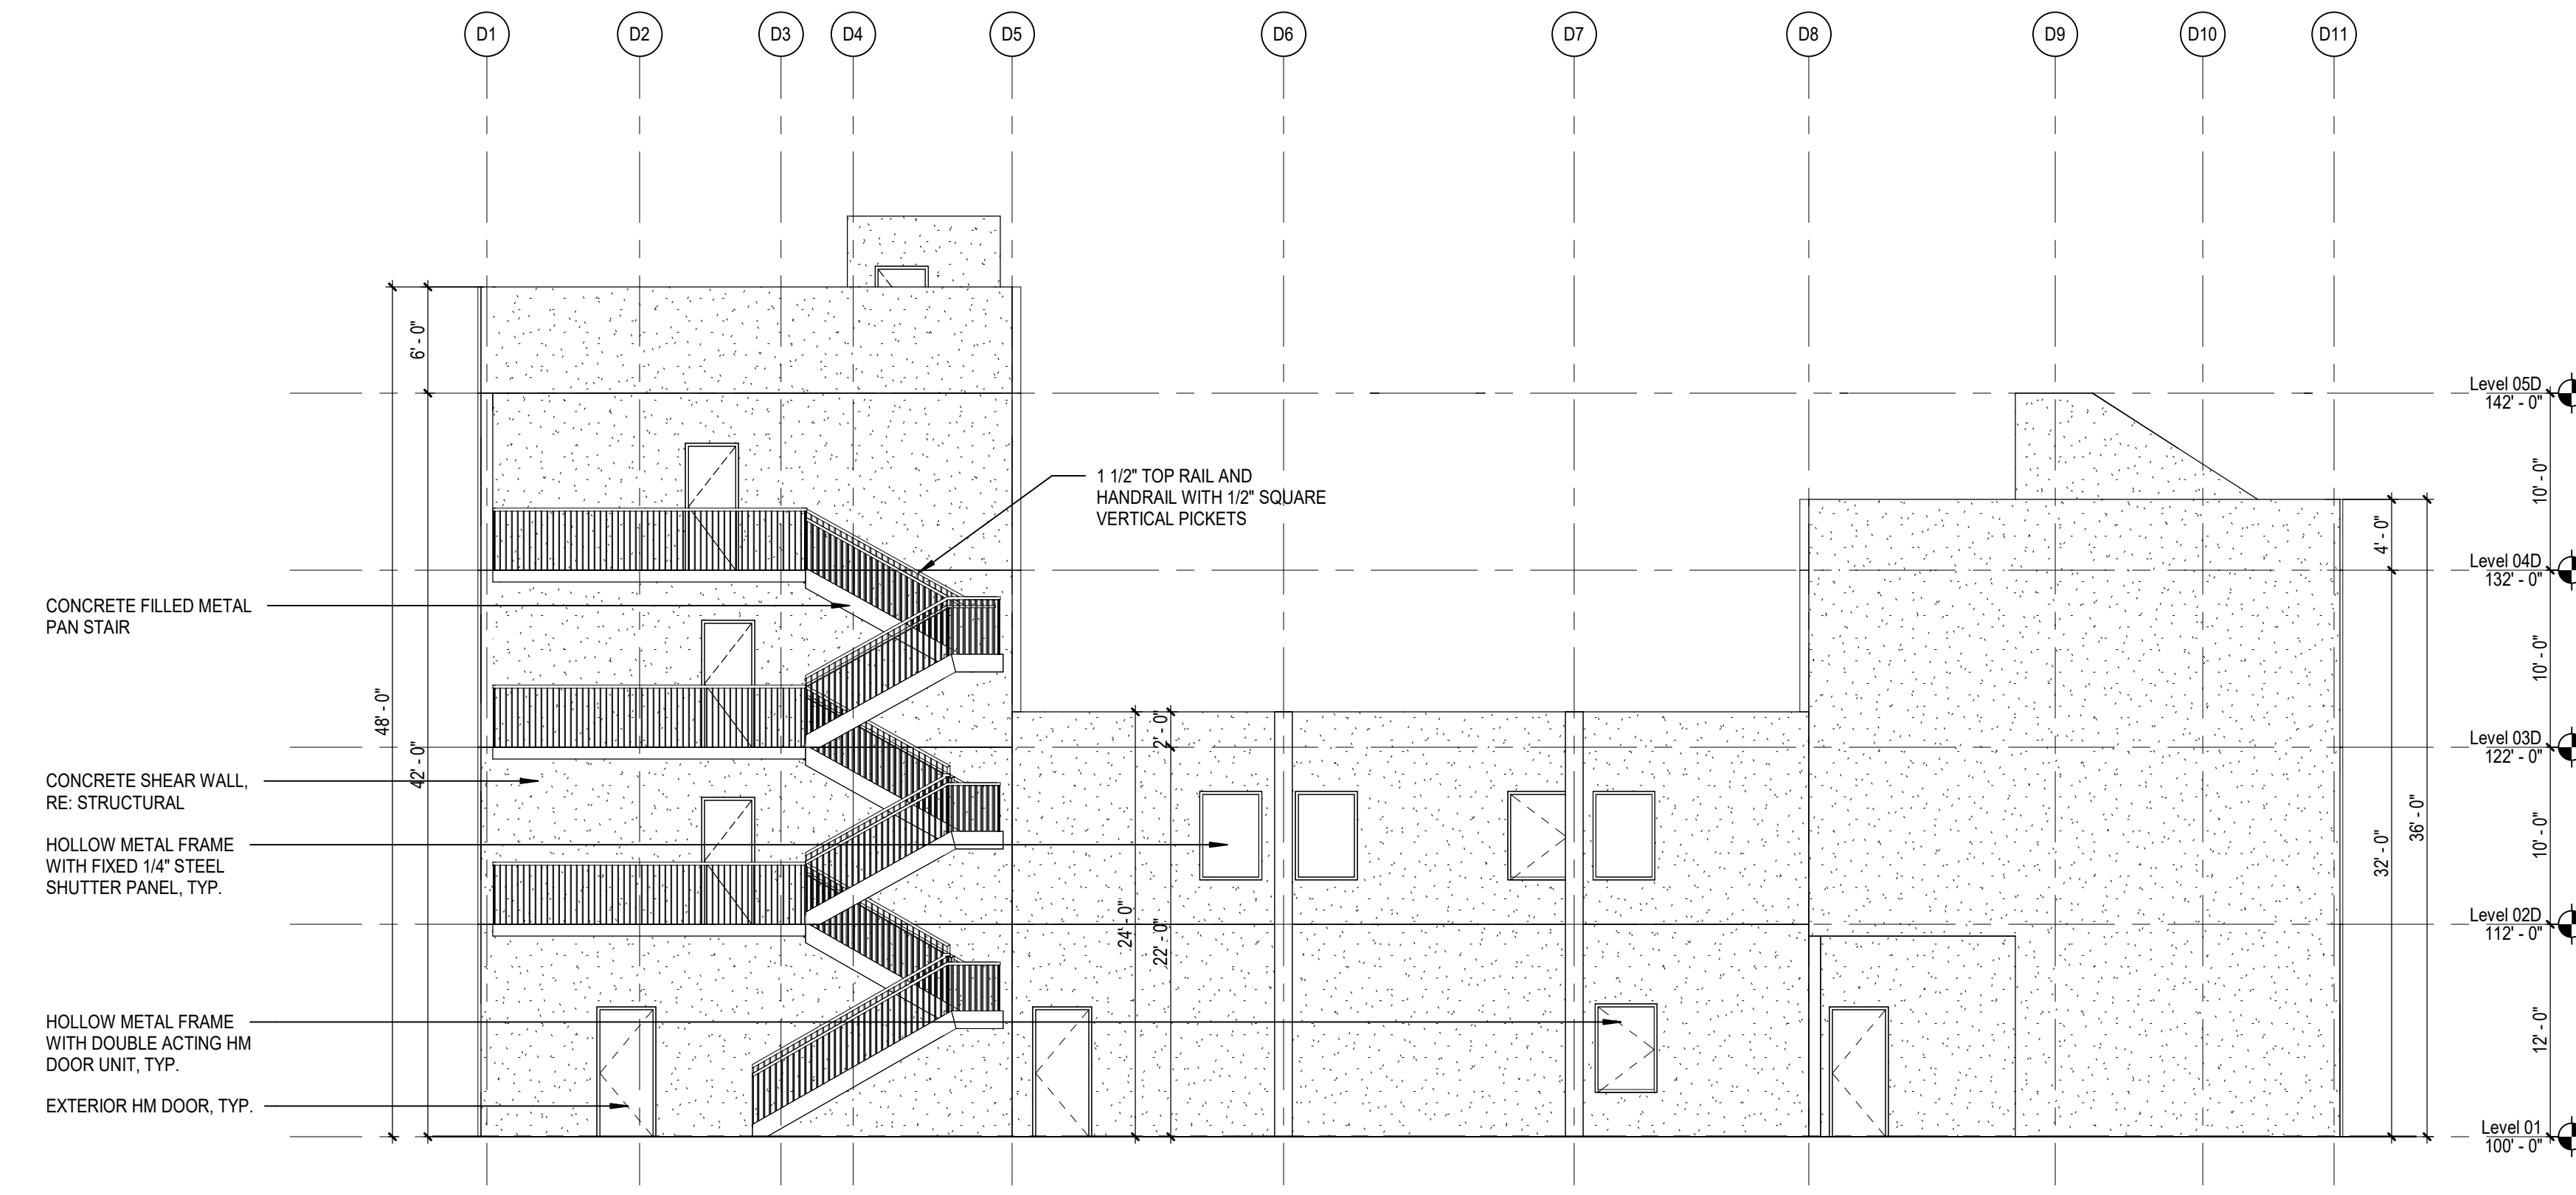 D1 D2 D3 D4 D5 D6 D7 D8 D9 D10 D11
6' - 0"
48' - 0"
42' - 0"
CONCRETE FILLED METAL
PAN STAIR
CONCRETE SHEAR WALL,
RE: STRUCTURAL
HOLLOW METAL FRAME
WITH FIXED 1/4" STEEL
SHUTTER PANEL, TYP.
HOLLOW METAL FRAME
WITH DOUBLE ACTING HM
DOOR UNIT, TYP.
EXTERIOR HM DOOR, TYP.
1 1/2" TOP RAIL AND
HANDRAIL WITH 1/2" SQUARE
VERTICAL PICKETS
2' - 0"
24' - 0"
22' - 0"
4' - 0"
32' - 0"
36' - 0"
Level 05D
142' - 0"
10' - 0"
Level 04D
132' - 0"
10' - 0"
Level 03D
122' - 0"
10' - 0"
Level 02D
112' - 0"
12' - 0"
Level 01
100' - 0"